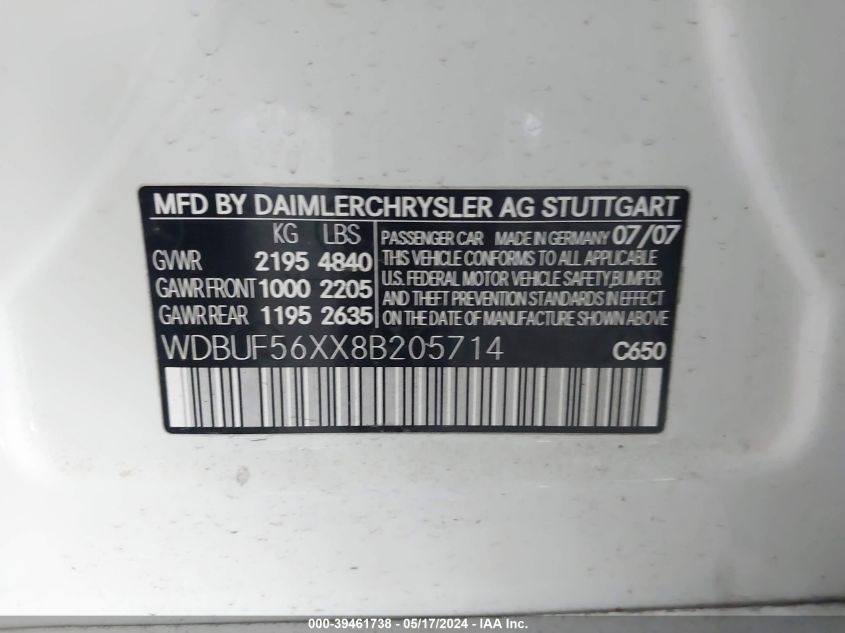 MFD BY DAIMLERCHRYSLER AG STUTTGART
KG LBS
GVWR 2195 4840
GAWR FRONT 1000 2205
GAWR REAR 1195 2635
PASSENGER CAR MADE IN GERMANY 07/07
THIS VEHICLE CONFORMS TO ALL APPLICABLE
U.S. FEDERAL MOTOR VEHICLE SAFETY,BUMPER
AND THEFT PREVENTION STANDARDS IN EFFECT
ON DATE OF MANUFACTURE SHOWN ABOVE
WDBUF56XX8B205714 C650
000-39461738 - 05/17/2024 - IAA Inc.